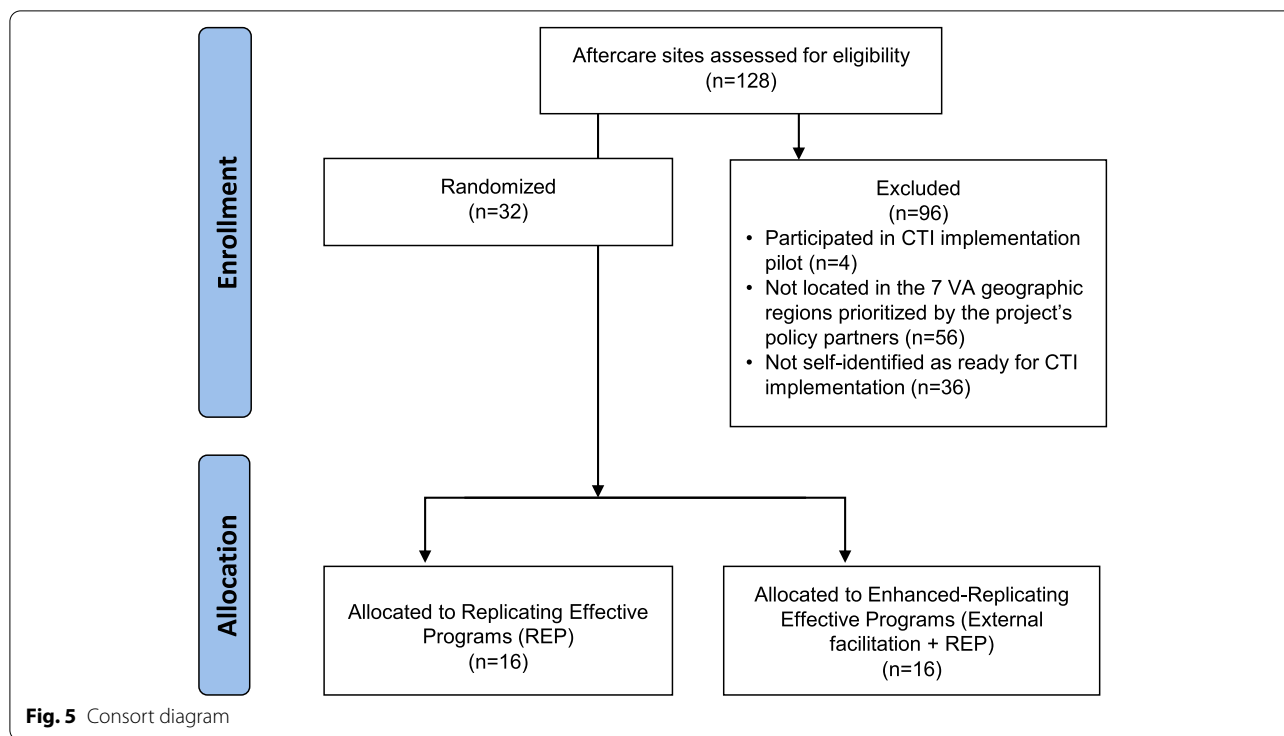 Enrollment
Aftercare sites assessed for eligibility
(n=128)
Randomized
(n=32)
Excluded
(n=96)
• Participated in CTI implementation
pilot (n=4)
• Not located in the 7 VA geographic
regions prioritized by the project's
policy partners (n=56)
• Not self-identified as ready for CTI
implementation (n=36)
Allocation
Allocated to Replicating Effective
Programs (REP)
(n=16)
Allocated to Enhanced-Replicating
Effective Programs (External
facilitation + REP)
(n=16)
Fig. 5 Consort diagram